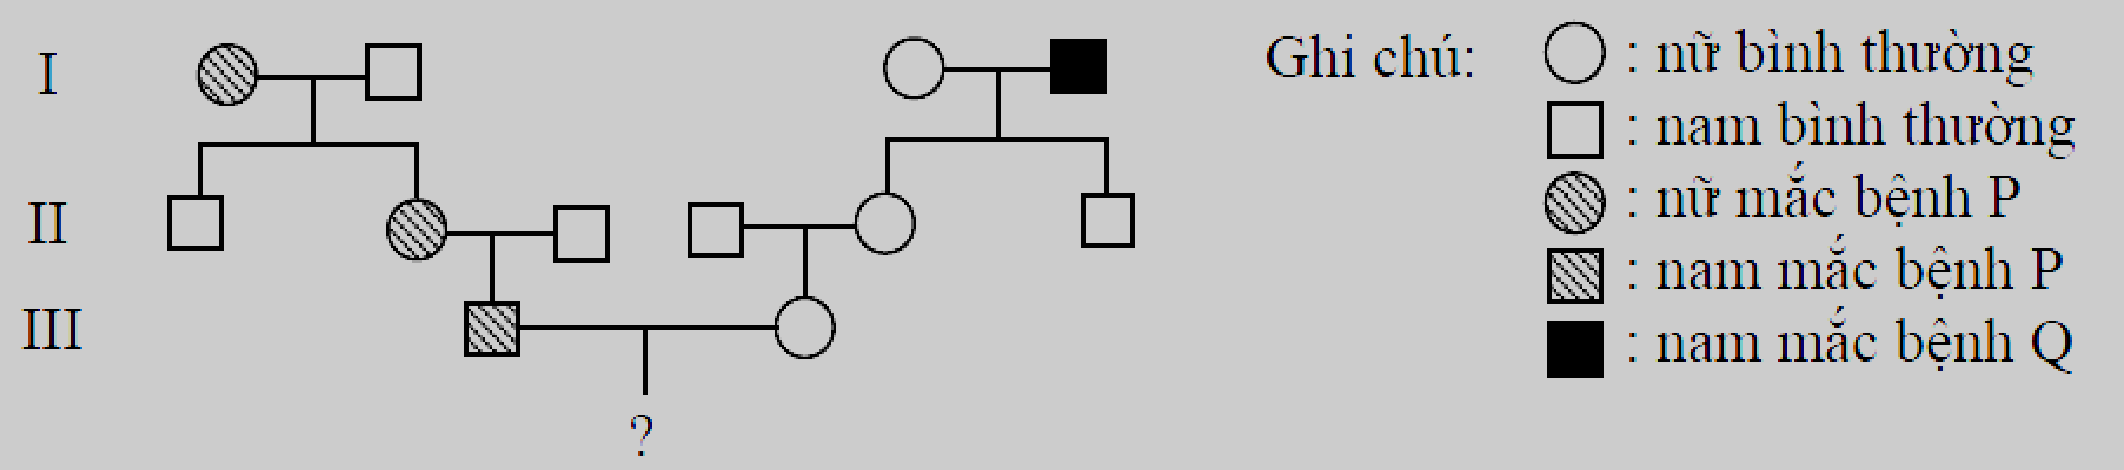 I
II
III
?
Ghi chú:
: nữ bình thường
: nam bình thường
: nữ mắc bệnh P
: nam mắc bệnh P
: nam mắc bệnh Q